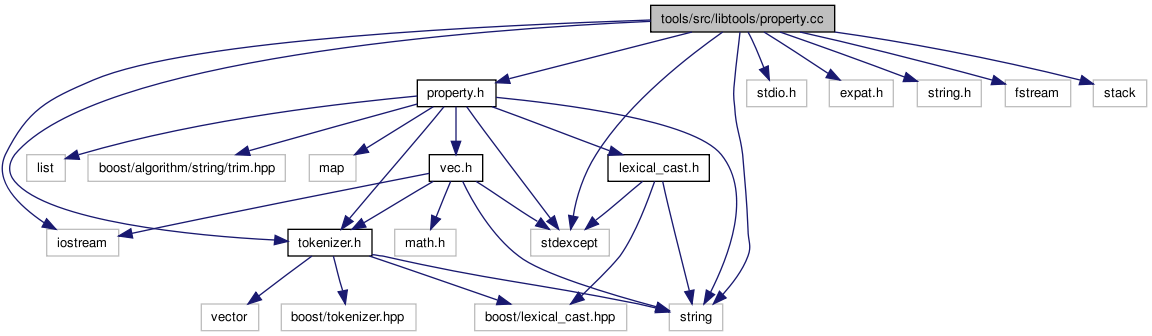 tools/src/libtools/property.cc
property.h
stdio.h
expat.h
string.h
fstream
stack
list
boost/algorithm/string/trim.hpp
map
vec.h
lexical_cast.h
iostream
tokenizer.h
math.h
stdexcept
vector
boost/tokenizer.hpp
boost/lexical_cast.hpp
string